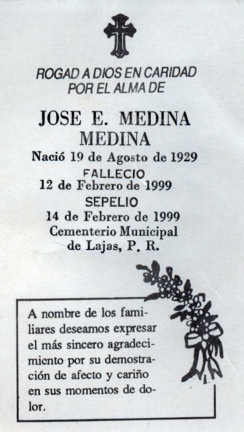 ROGAD A DIOS EN CARIDAD
POR EL ALMA DE
JOSE E. MEDINA
MEDINA
Nació 19 de Agosto de 1929
FALLECIO
12 de Febrero de 1999
SEPELIO
14 de Febrero de 1999
Cementerio Municipal
de Lajas, P. R.
A nombre de los fami-
liares deseamos expresar
el más sincero agradeci-
miento por su demostra-
ción de afecto y cariño
en sus momentos de do-
lor.